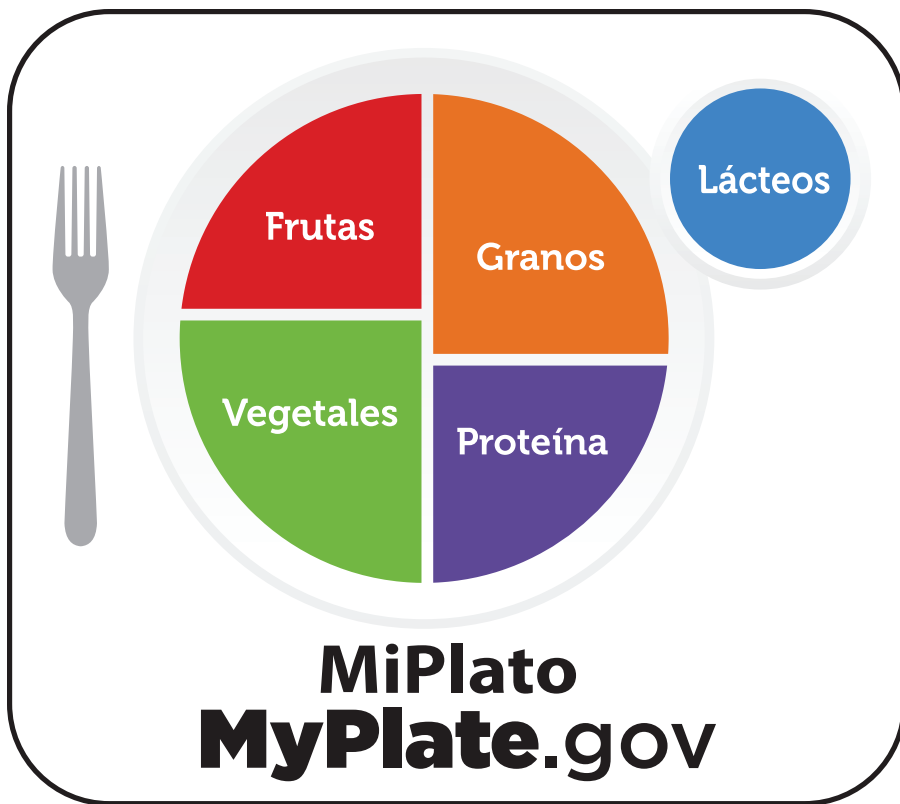 Frutas
Granos
Lácteos
Vegetales
Proteína
MiPlato
MyPlate.gov